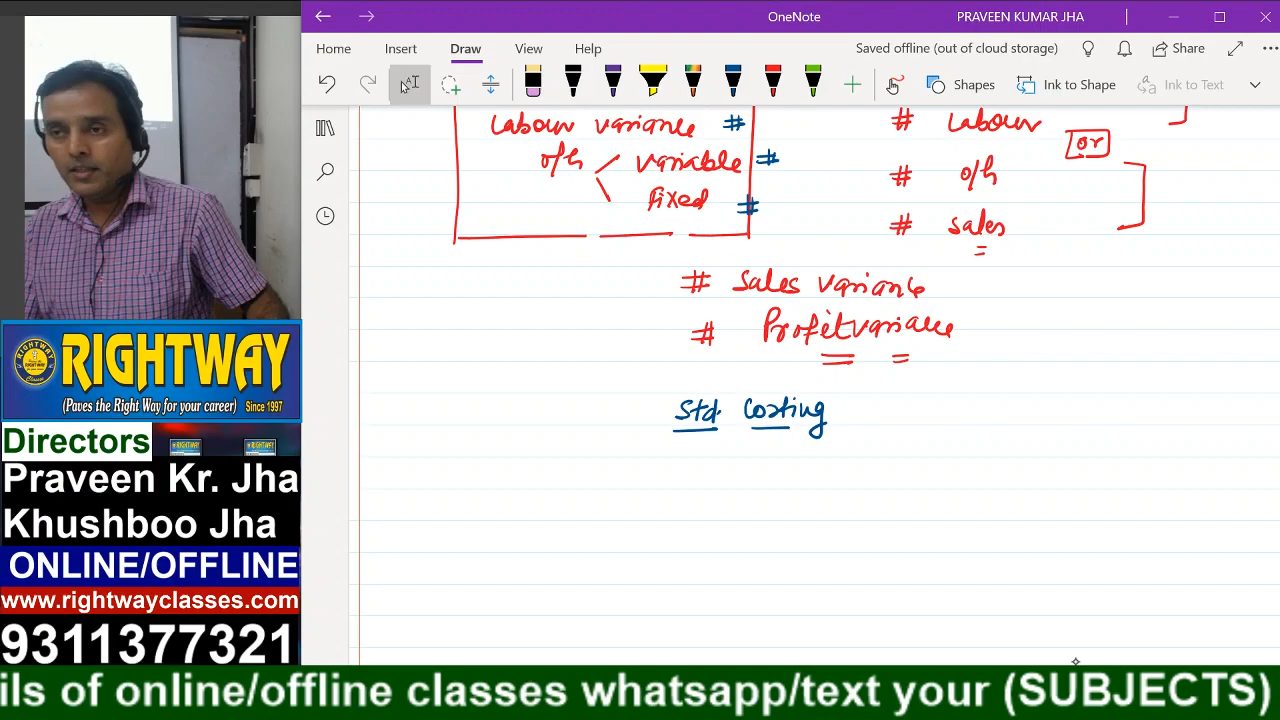 OneNote
PRAVEEN KUMAR JHA
Home Insert Draw View Help
Saved offline (out of cloud storage)
Share
Shapes
Ink to Shape
Ink to Text
Labour variance #
o/h variable #
fixed #
# Labour
or
# o/h
# sales
# Sales variance
# Profit variance
Std. Costing
RIGHTWAY
(Paves the Right Way for your career) Since 1997
Directors
Praveen Kr. Jha
Khushboo Jha
ONLINE/OFFLINE
www.rightwayclasses.com
9311377321
ils of online/offline classes whatsapp/text your (SUBJECTS)